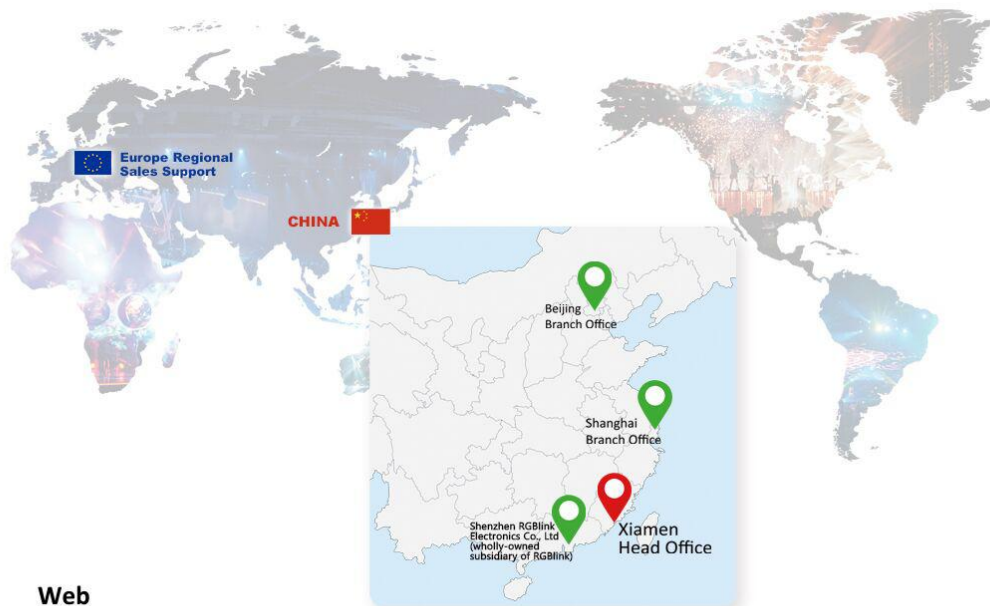 Europe Regional
Sales Support
CHINA
Beijing
Branch Office
Shanghai
Branch Office
Shenzhen RGBlink
Electronics Co., Ltd
(wholly-owned
subsidiary of RGBlink)
Xiamen
Head Office
Web